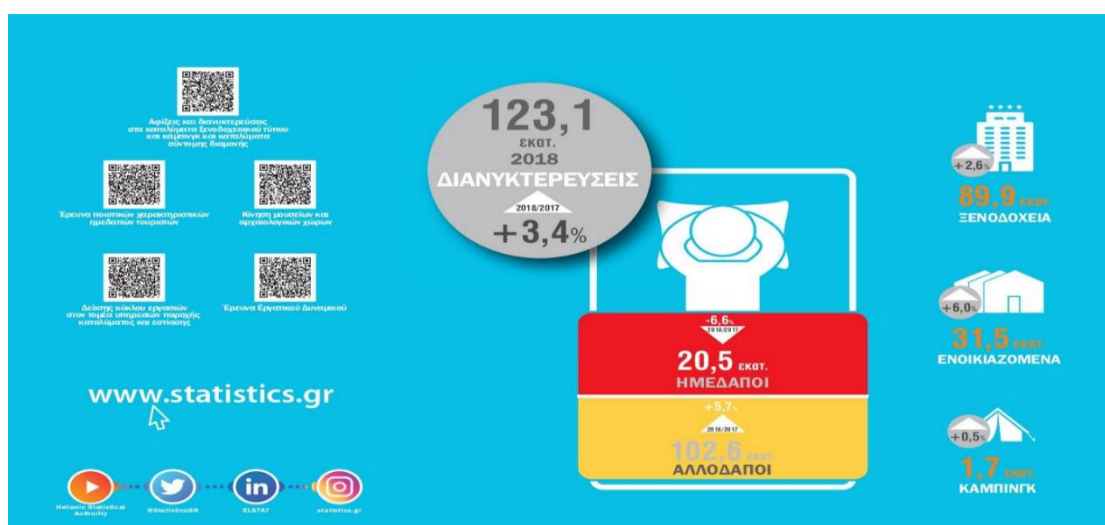 Αφίξεις και διανυκτερεύσεις
στα καταλύματα ξενοδοχειακού τύπου
και κάμπινγκ και καταλύματα
σύντομης διαμονής
Έρευνα ποιοτικών χαρακτηριστικών
ημεδαπών τουριστών
Κίνηση μουσείων και
αρχαιολογικών χώρων
Δείκτης κύκλου εργασιών
στον τομέα υπηρεσιών παροχής
καταλύματος και εστίασης
Έρευνα Εργατικού Δυναμικού
www.statistics.gr
Hellenic Statistical
Authority
@StatisticsGR
ELSTAT
statistics.gr
123,1
εκατ.
2018
ΔΙΑΝΥΚΤΕΡΕΥΣΕΙΣ
2018/2017
+3,4%
-6,6%
2018/2017
20,5 εκατ.
ΗΜΕΔΑΠΟΙ
+5,7%
2018/2017
102,6 εκατ.
ΑΛΛΟΔΑΠΟΙ
+2,6%
89,9 εκατ.
ΞΕΝΟΔΟΧΕΙΑ
+6,0%
31,5 εκατ.
ΕΝΟΙΚΙΑΖΟΜΕΝΑ
+0,5%
1,7 εκατ.
ΚΑΜΠΙΝΓΚ